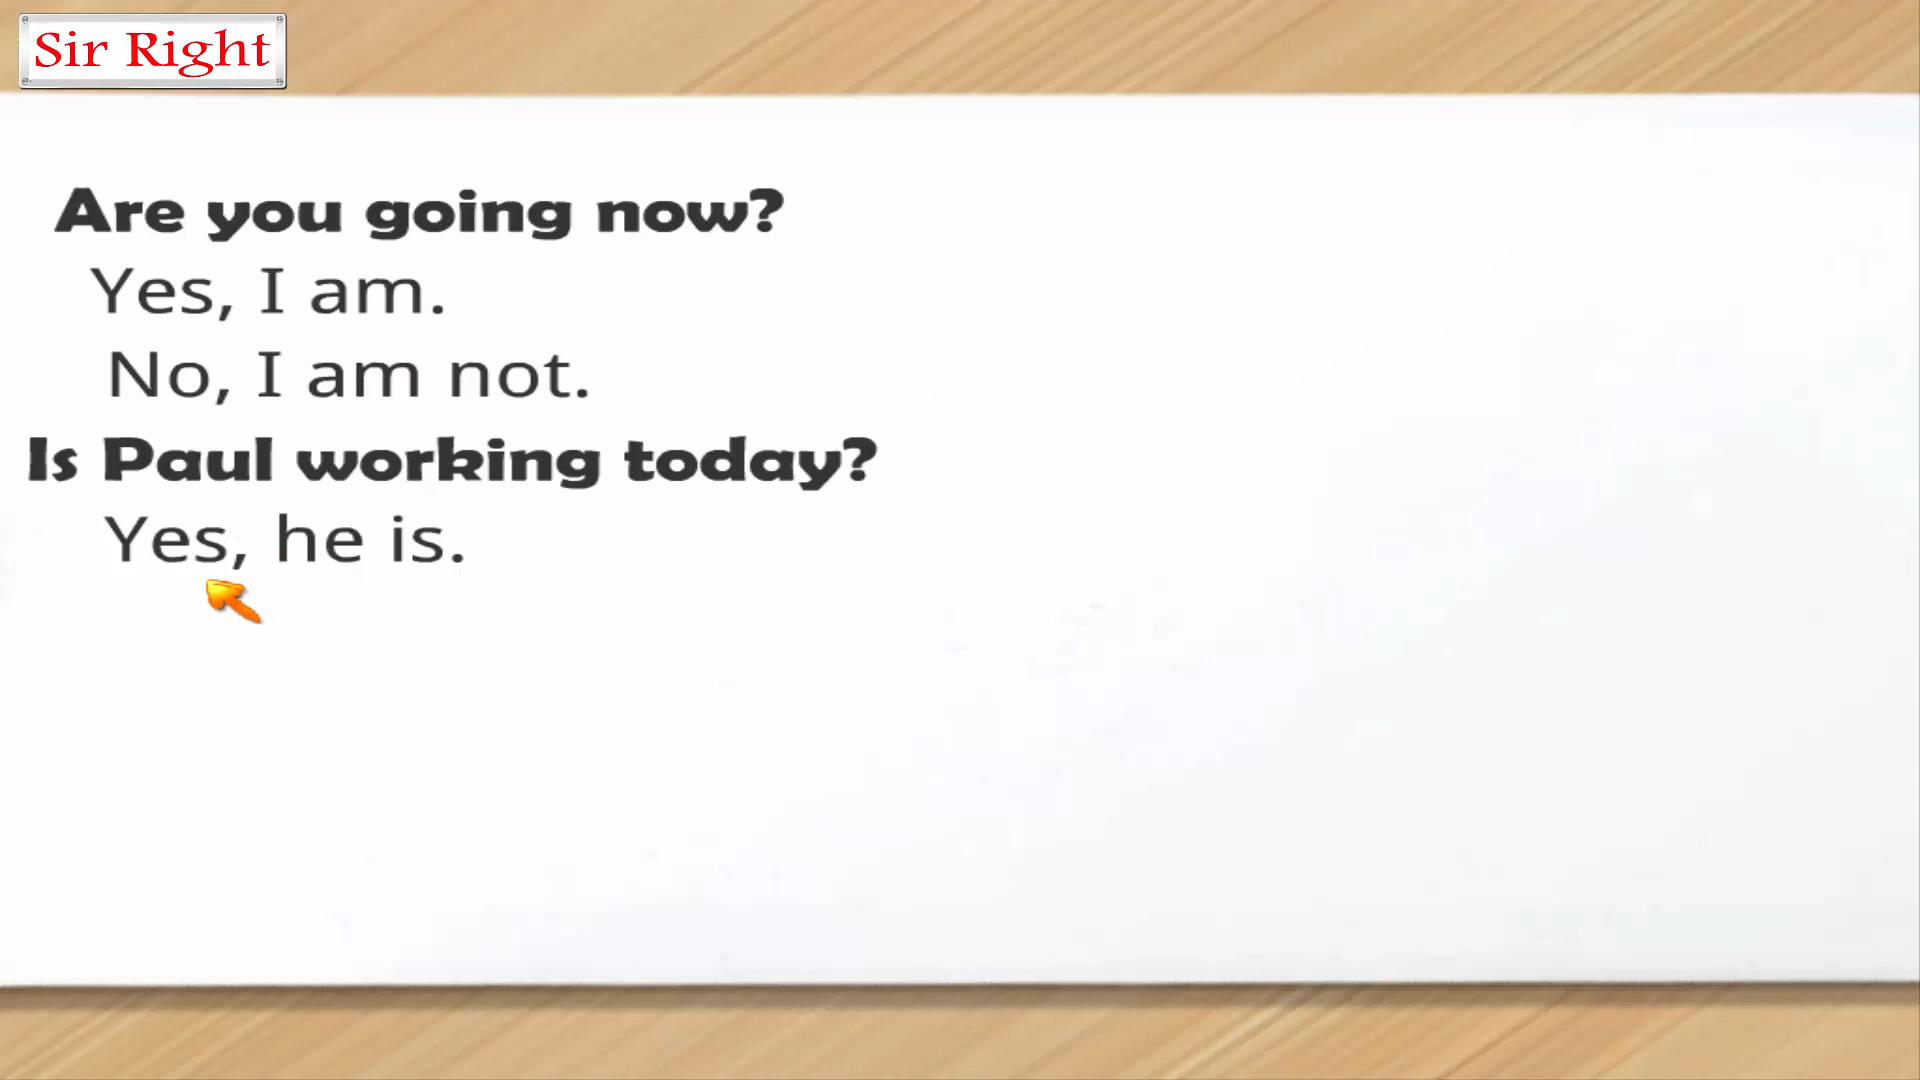 Sir Right
Are you going now?
Yes, I am.
No, I am not.
Is Paul working today?
Yes, he is.